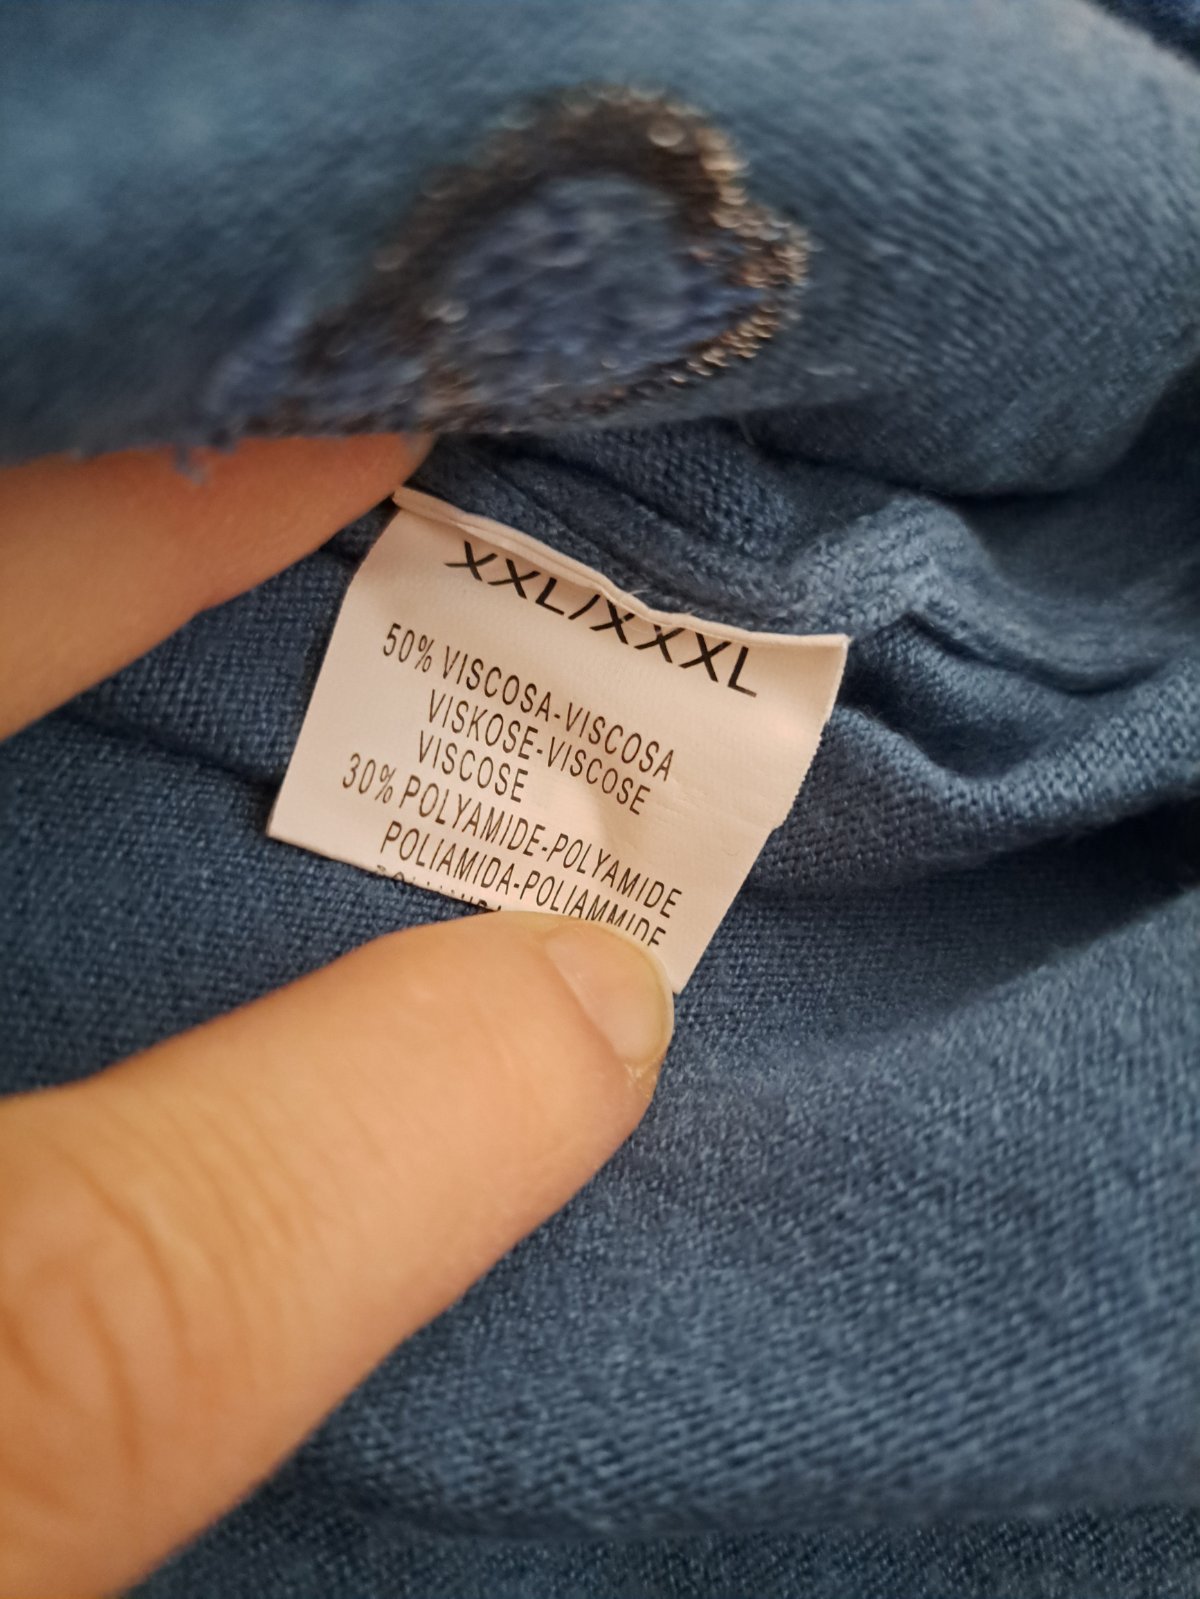 XXL/XXXL
50% VISCOSA-VISCOSA
VISKOSE-VISCOSE
VISCOSE
30% POLYAMIDE-POLYAMIDE
POLIAMIDA-POLIAMMIDE